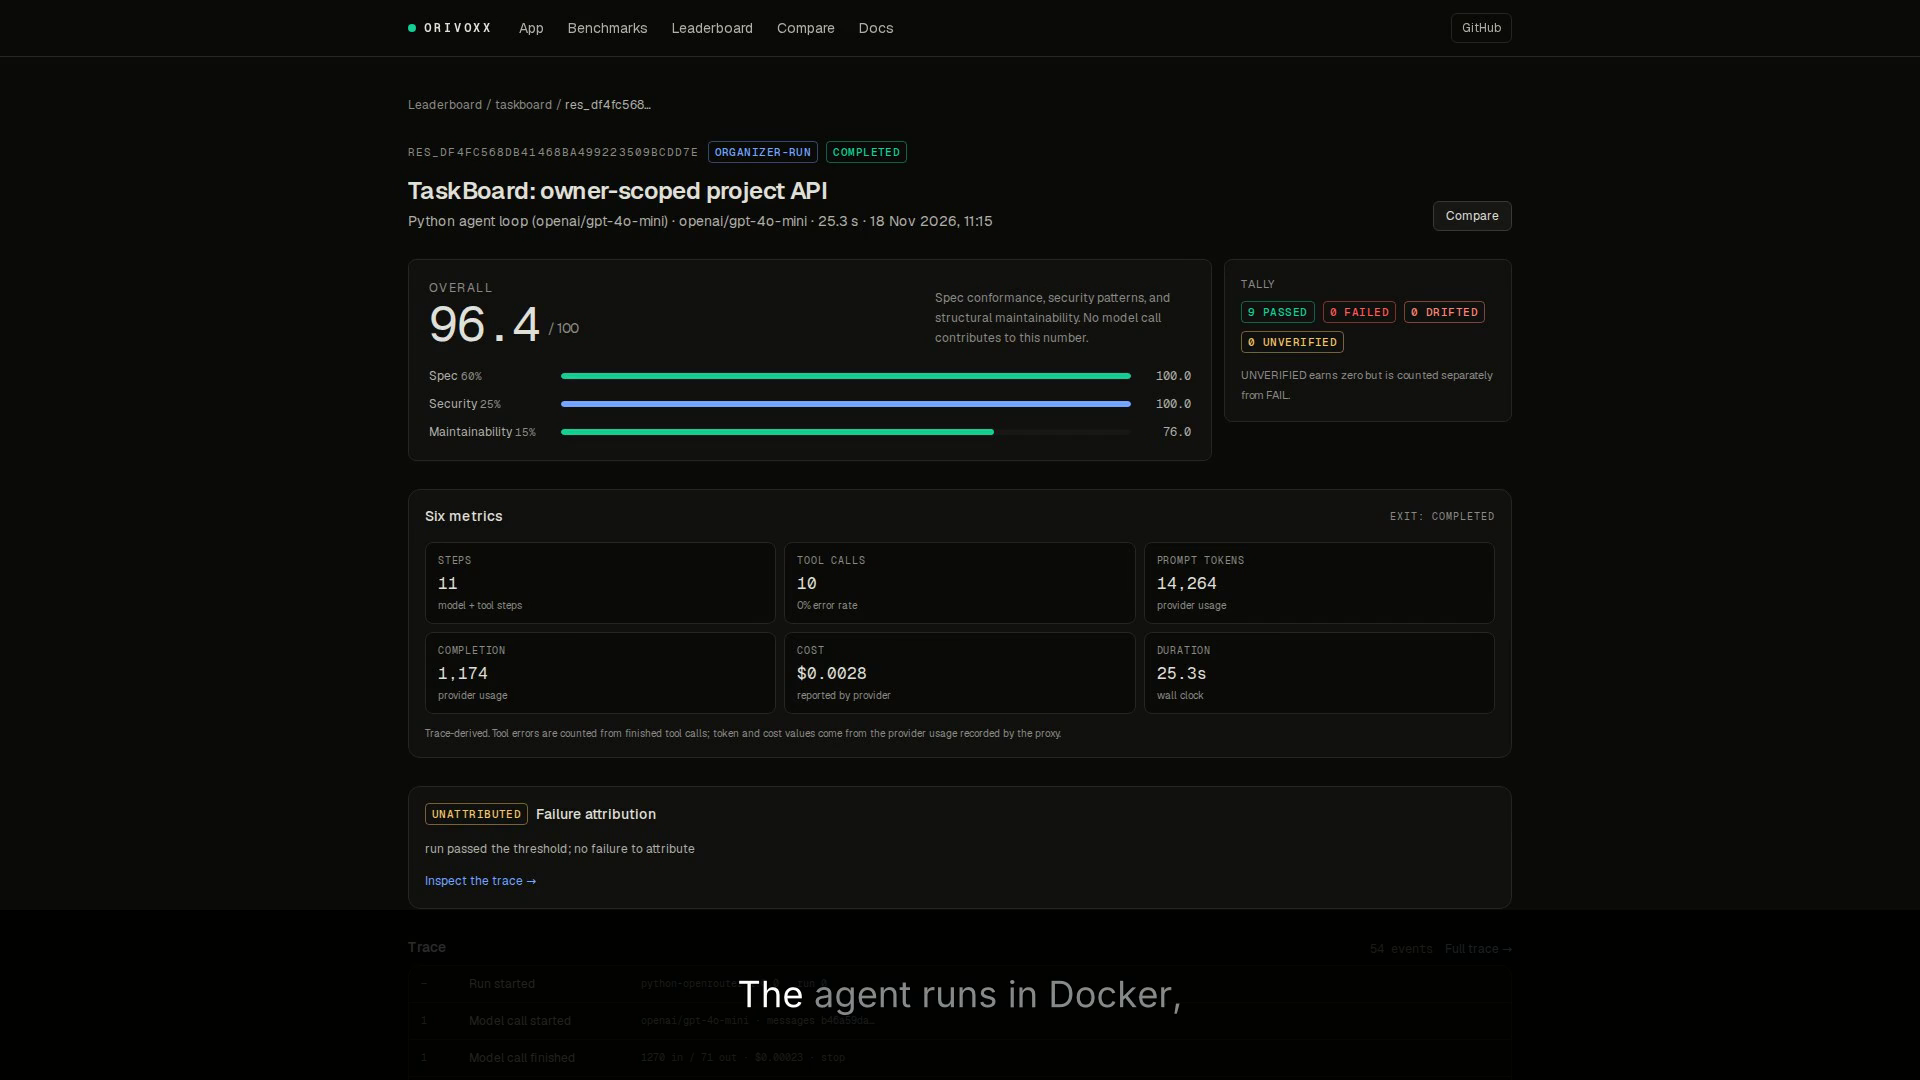 ORIVOXX App Benchmarks Leaderboard Compare Docs GitHub
Leaderboard / taskboard / res_df4fc568…
RES_DF4FC568DB41468BA499223509BCDD7E ORGANIZER-RUN COMPLETED
TaskBoard: owner-scoped project API
Python agent loop (openai/gpt-4o-mini) · openai/gpt-4o-mini · 25.3 s · 18 Nov 2026, 11:15
Compare
OVERALL
96.4 / 100
Spec conformance, security patterns, and
structural maintainability. No model call
contributes to this number.
Spec 60% 100.0
Security 25% 100.0
Maintainability 15% 76.0
TALLY
9 PASSED 0 FAILED 0 DRIFTED
0 UNVERIFIED
UNVERIFIED earns zero but is counted separately
from FAIL.
Six metrics EXIT: COMPLETED
STEPS
11
model + tool steps
TOOL CALLS
10
0% error rate
PROMPT TOKENS
14,264
provider usage
COMPLETION
1,174
provider usage
COST
$0.0028
reported by provider
DURATION
25.3s
wall clock
Trace-derived. Tool errors are counted from finished tool calls; token and cost values come from the provider usage recorded by the proxy.
UNATTRIBUTED Failure attribution
run passed the threshold; no failure to attribute
Inspect the trace →
Trace 54 events Full trace →
– Run started
The agent runs in Docker,
1 Model call started openai/gpt-4o-mini · messages
1 Model call finished 1270 in / 71 out · $0.00023 · stop